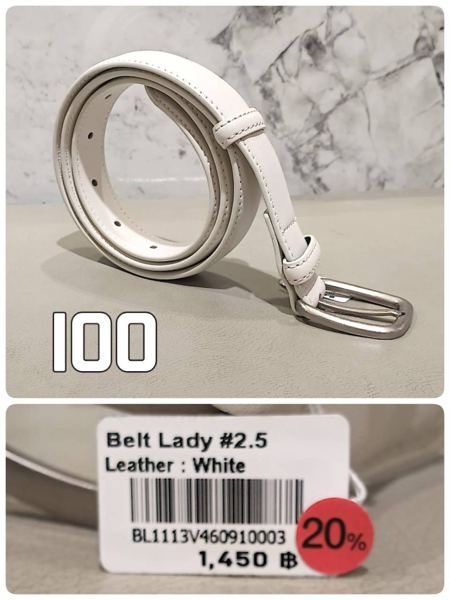 100
Belt Lady #2.5
Leather : White
BL1113V460910003
1,450 ฿
20%